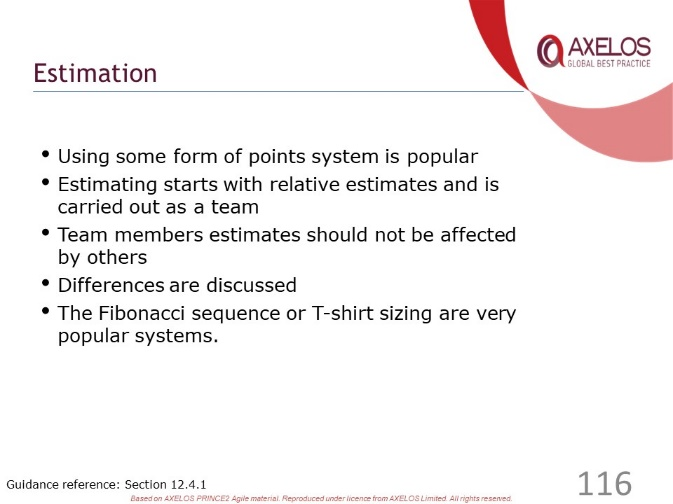 AXELOS
GLOBAL BEST PRACTICE
Estimation
• Using some form of points system is popular
• Estimating starts with relative estimates and is
carried out as a team
• Team members estimates should not be affected
by others
• Differences are discussed
• The Fibonacci sequence or T-shirt sizing are very
popular systems.
Guidance reference: Section 12.4.1
116
Based on AXELOS PRINCE2 Agile material. Reproduced under licence from AXELOS Limited. All rights reserved.